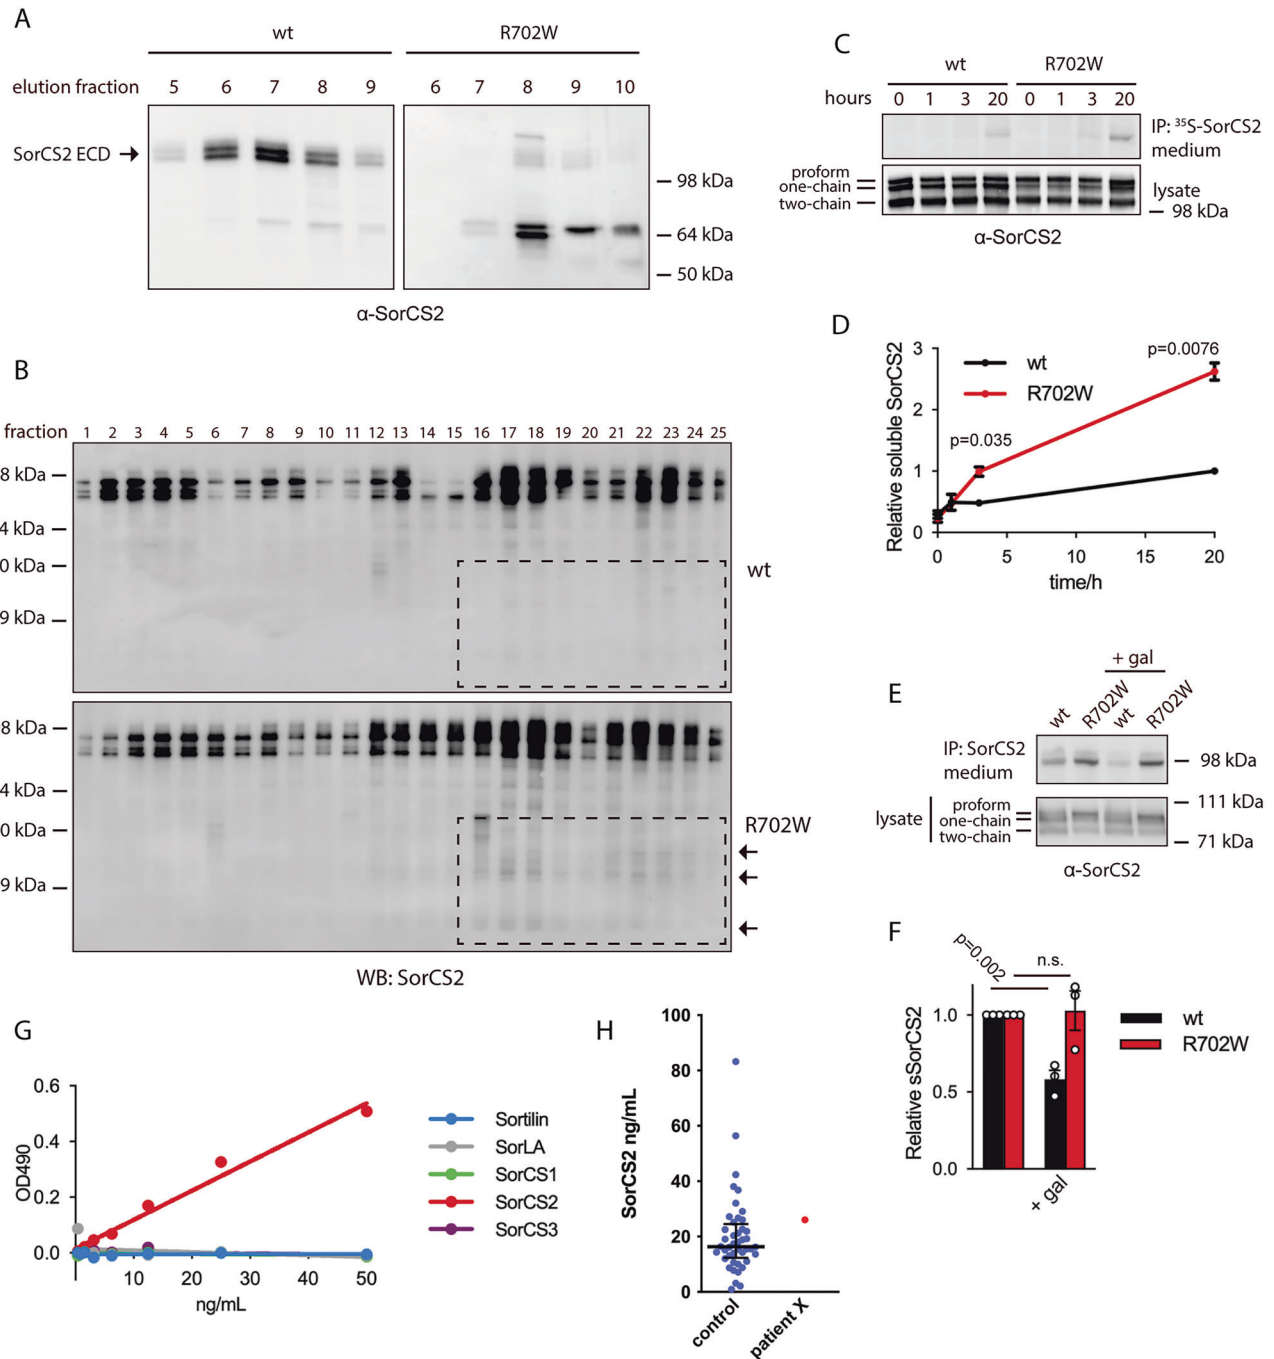 A
wt
R702W
elution fraction
5 6 7 8 9
6 7 8 9 10
SorCS2 ECD
98 kDa
64 kDa
50 kDa
α-SorCS2
B
fraction
1 2 3 4 5 6 7 8 9 10 11 12 13 14 15 16 17 18 19 20 21 22 23 24 25
8 kDa
4 kDa
0 kDa
9 kDa
wt
8 kDa
4 kDa
0 kDa
9 kDa
R702W
WB: SorCS2
C
wt
R702W
hours
0 1 3 20 0 1 3 20
IP: ³⁵S-SorCS2
medium
proform
one-chain
two-chain
lysate
98 kDa
α-SorCS2
D
Relative soluble SorCS2
3
2
1
0
wt
R702W
p=0.035
p=0.0076
0 5 10 15 20
time/h
E
+ gal
wt R702W wt R702W
IP: SorCS2
medium
98 kDa
lysate
proform
one-chain
two-chain
111 kDa
71 kDa
α-SorCS2
F
p=0.002
n.s.
Relative sSorCS2
1.0
0.5
0.0
+ gal
wt
R702W
G
OD490
0.6
0.4
0.2
0.0
10 20 30 40 50
ng/mL
Sortilin
SorLA
SorCS1
SorCS2
SorCS3
H
SorCS2 ng/mL
100
80
60
40
20
0
control
patient X